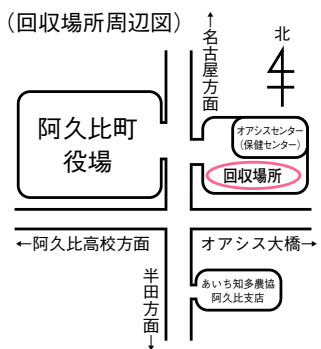 （回収場所周辺図）
↑名古屋方面
北
阿久比町
役場
オアシスセンター
（保健センター）
回収場所
←阿久比高校方面
オアシス大橋→
半田方面→
あいち知多農協
阿久比支店